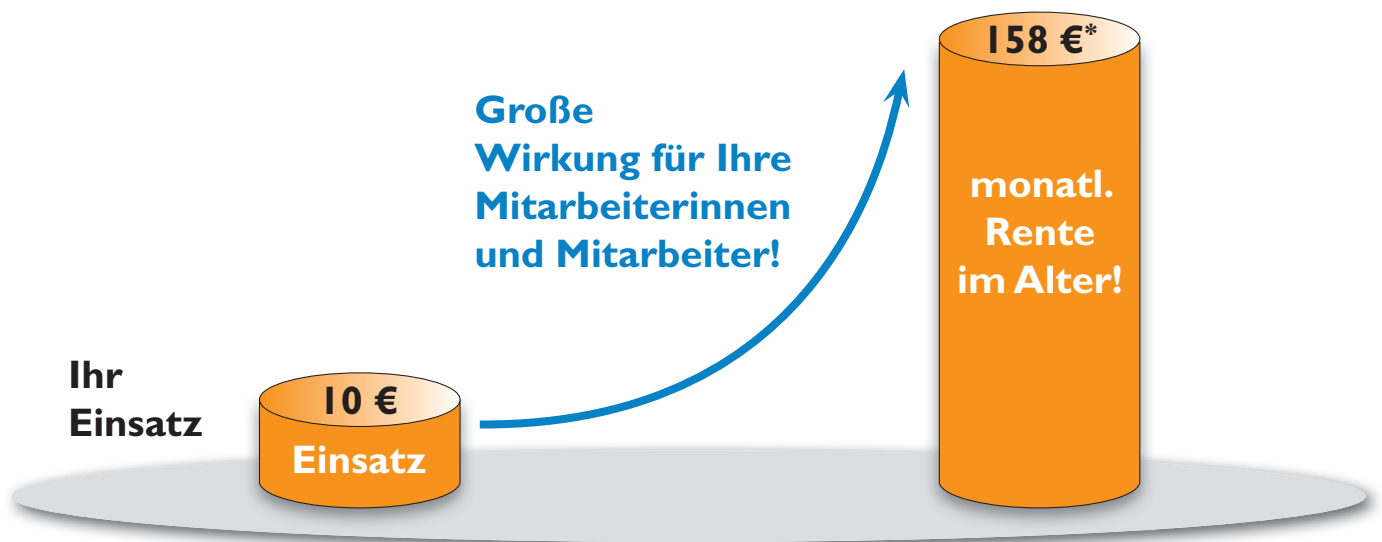 158 €*
Große
Wirkung für Ihre
Mitarbeiterinnen
und Mitarbeiter!
monatl.
Rente
im Alter!
Ihr
Einsatz
10 €
Einsatz